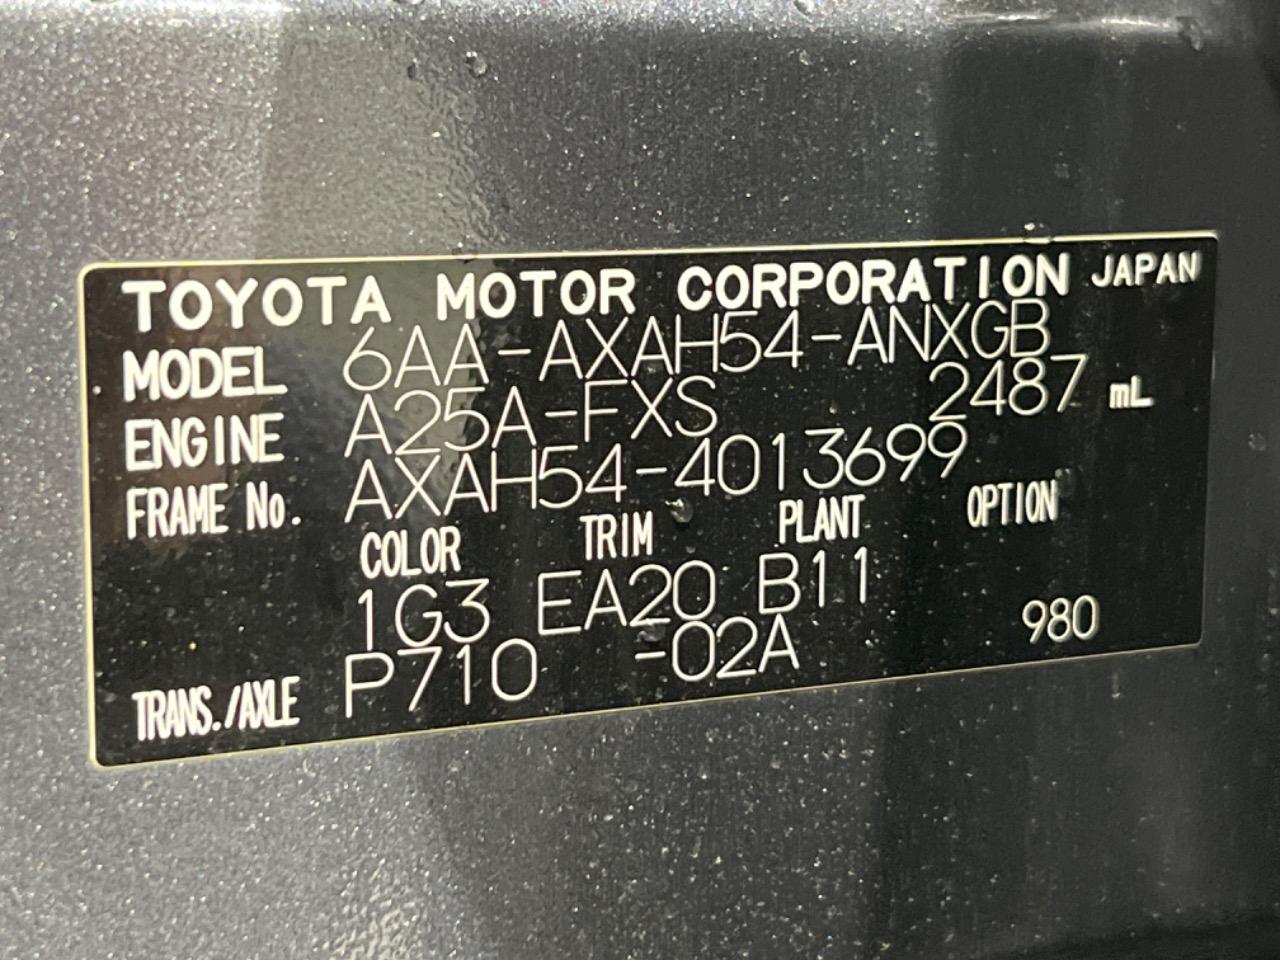 TOYOTA MOTOR CORPORATION JAPAN
MODEL 6AA-AXAH54-ANXGB
ENGINE A25A-FXS 2487 mL
FRAME No. AXAH54-4013699
COLOR TRIM PLANT OPTION
1G3 EA20 B11
TRANS./AXLE P710 -02A 980